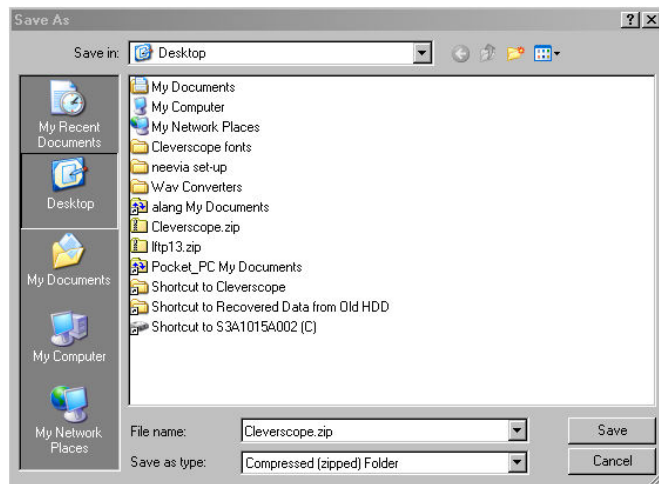 Save As
Save in:
Desktop
My Recent
Documents
Desktop
My Documents
My Computer
My Network
Places
My Documents
My Computer
My Network Places
Cleverscope fonts
neevia set-up
Wav Converters
alang My Documents
Cleverscope.zip
lftp13.zip
Pocket_PC My Documents
Shortcut to Cleverscope
Shortcut to Recovered Data from Old HDD
Shortcut to S3A1015A002 (C)
File name:
Cleverscope.zip
Save
Save as type:
Compressed (zipped) Folder
Cancel